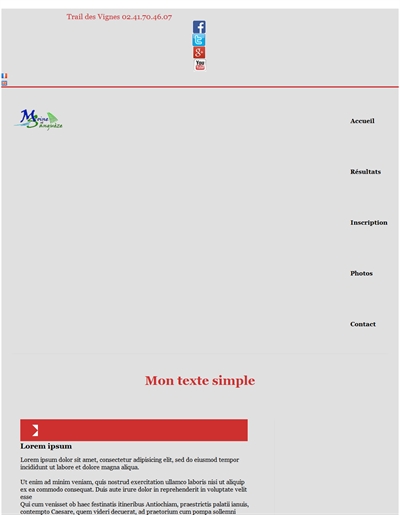 Trail des Vignes 02.41.70.46.07
You
Tube
Moine
Sanguèze
Accueil
Résultats
Inscription
Photos
Contact
Mon texte simple
Lorem ipsum
Lorem ipsum dolor sit amet, consectetur adipisicing elit, sed do eiusmod tempor
incididunt ut labore et dolore magna aliqua.
Ut enim ad minim veniam, quis nostrud exercitation ullamco laboris nisi ut aliquip
ex ea commodo consequat. Duis aute irure dolor in reprehenderit in voluptate velit
esse
Qui cum venisset ob haec festinatis itineribus Antiochiam, praestrictis palatii ianuis,
contempto Caesare, quem videri decuerat, ad praetorium cum pompa sollemni